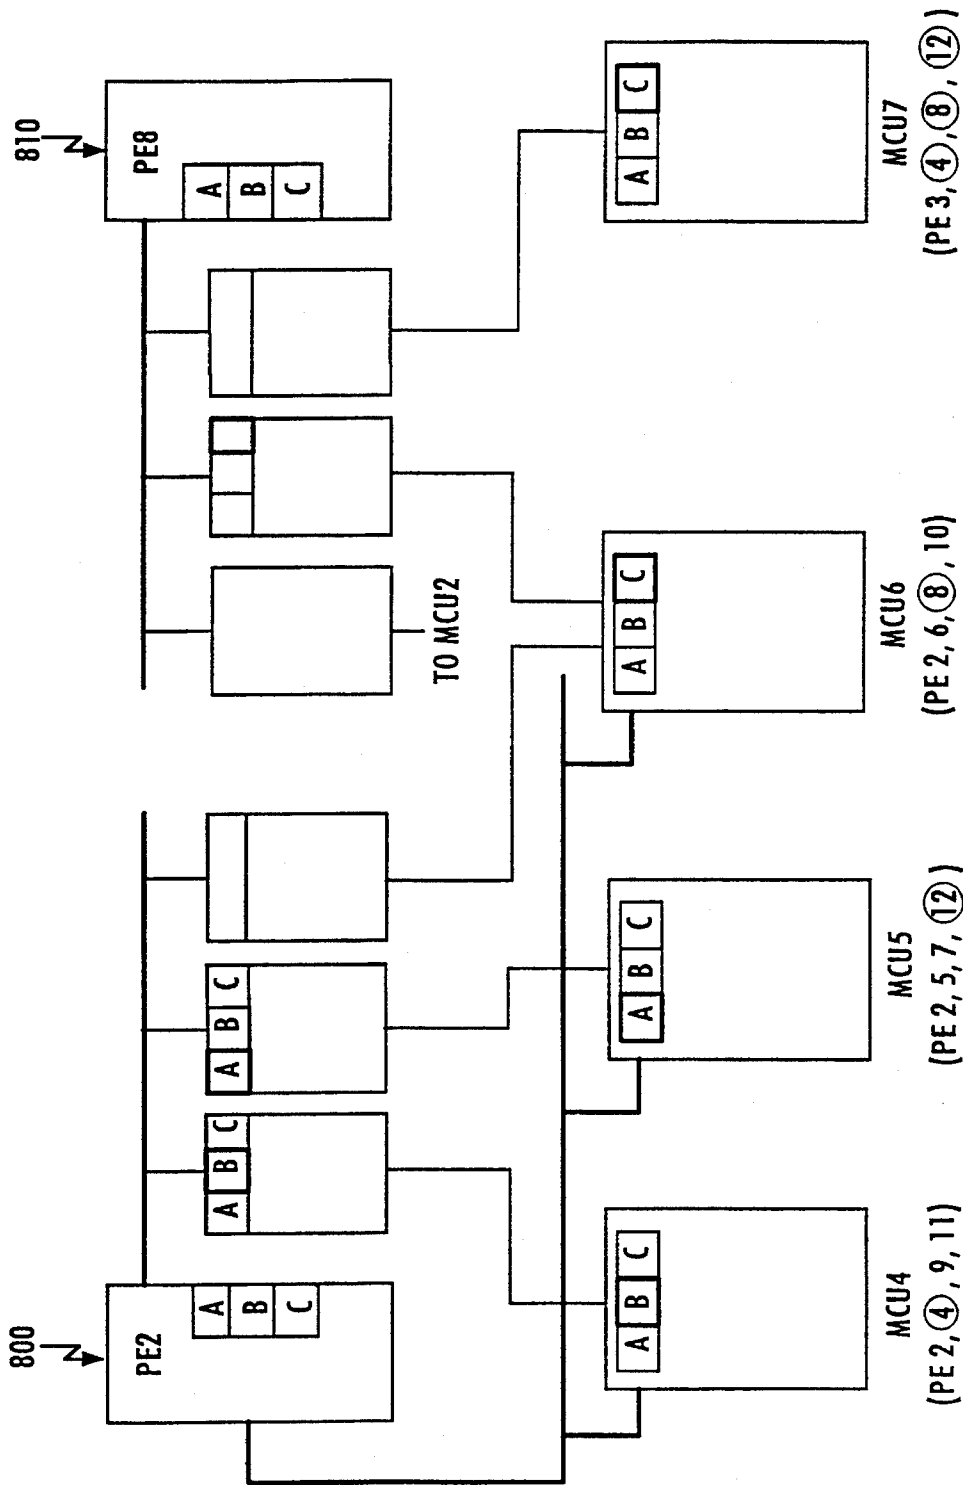 800
810
PE2
A
B
C
PE8
A
B
C
A B C
A B C
TO MCU2
A B C
A B C
A B C
A B C
MCU4
(PE 2, 4, 9, 11)
MCU5
(PE 2, 5, 7, 12)
MCU6
(PE 2, 6, 8, 10)
MCU7
(PE 3, 4, 8, 12)